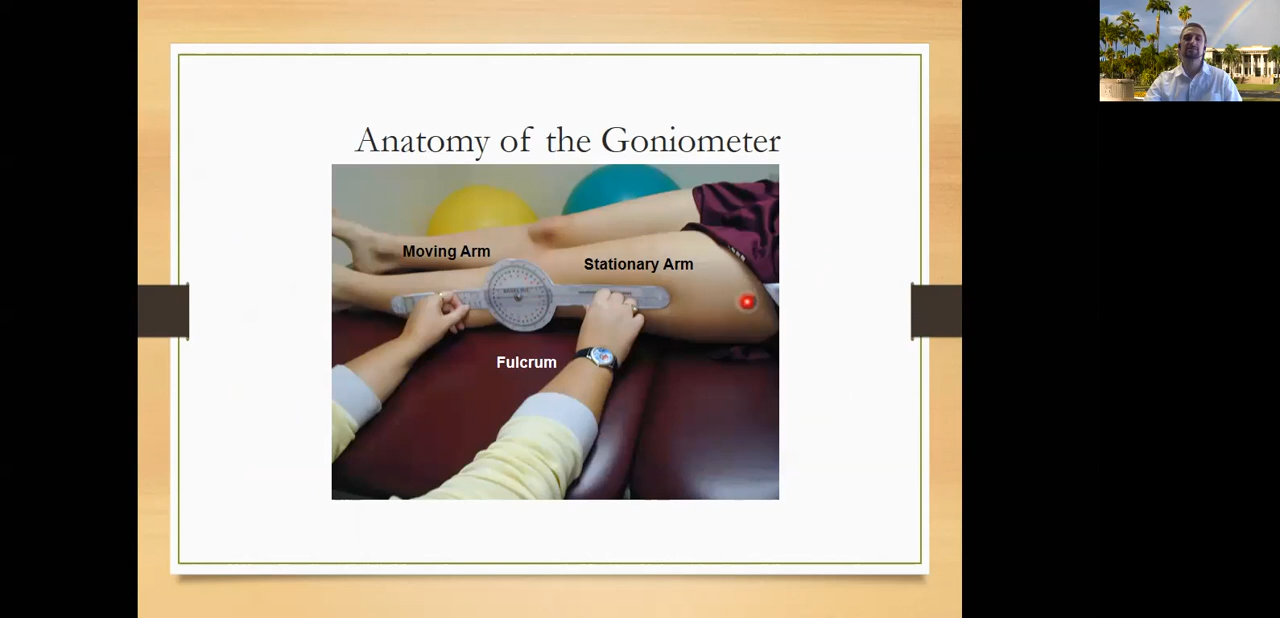 Anatomy of the Goniometer
Moving Arm
Stationary Arm
Fulcrum